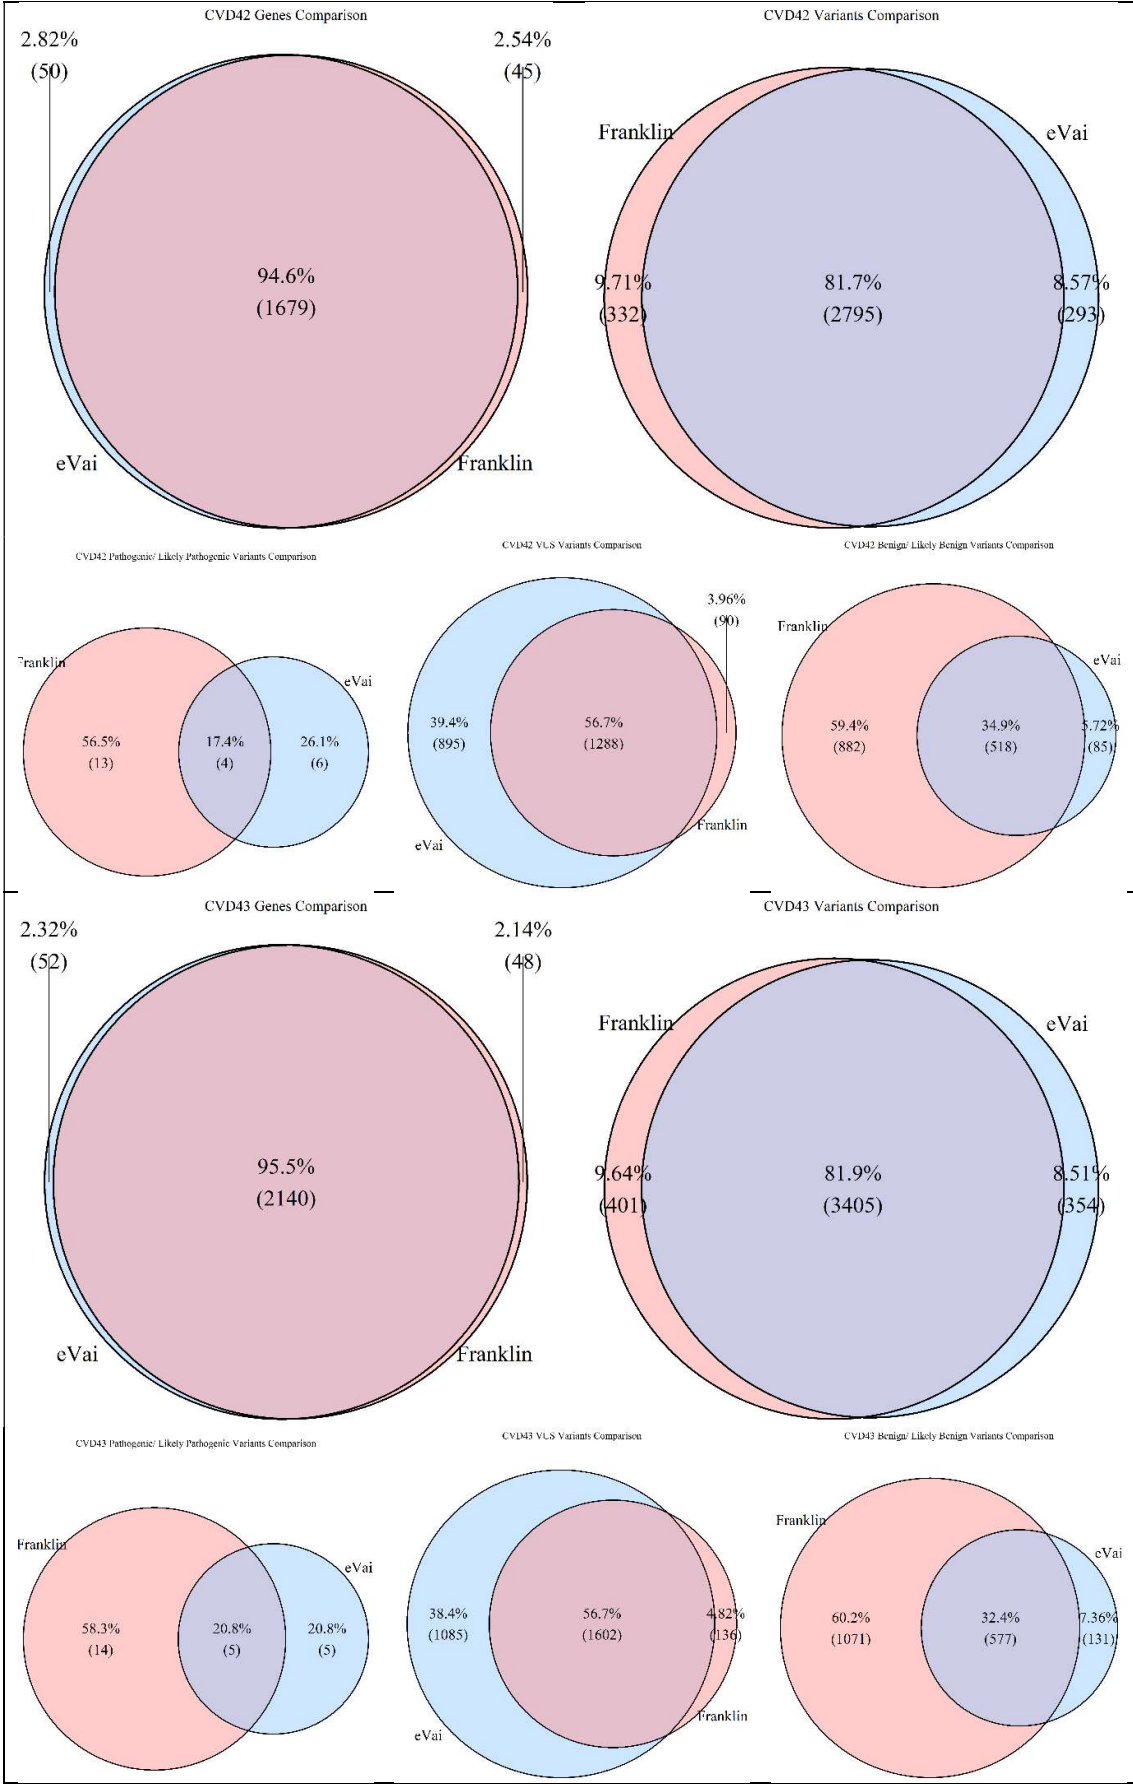 CVD42 Genes Comparison
2.82%
(50)
2.54%
(45)
94.6%
(1679)
eVai
Franklin
CVD42 Variants Comparison
Franklin
eVai
9.71%
(332)
81.7%
(2795)
8.57%
(293)
CVD42 Pathogenic/ Likely Pathogenic Variants Comparison
Franklin
eVai
56.5%
(13)
17.4%
(4)
26.1%
(6)
CVD42 VUS Variants Comparison
3.96%
(90)
39.4%
(895)
56.7%
(1288)
eVai
Franklin
CVD42 Benign/ Likely Benign Variants Comparison
Franklin
eVai
59.4%
(882)
34.9%
(518)
5.72%
(85)
CVD43 Genes Comparison
2.32%
(52)
2.14%
(48)
95.5%
(2140)
eVai
Franklin
CVD43 Variants Comparison
Franklin
eVai
9.64%
(401)
81.9%
(3405)
8.51%
(354)
CVD43 Pathogenic/ Likely Pathogenic Variants Comparison
Franklin
eVai
58.3%
(14)
20.8%
(5)
20.8%
(5)
CVD43 VUS Variants Comparison
38.4%
(1085)
56.7%
(1602)
4.82%
(136)
eVai
Franklin
CVD43 Benign/ Likely Benign Variants Comparison
Franklin
eVai
60.2%
(1071)
32.4%
(577)
7.36%
(131)